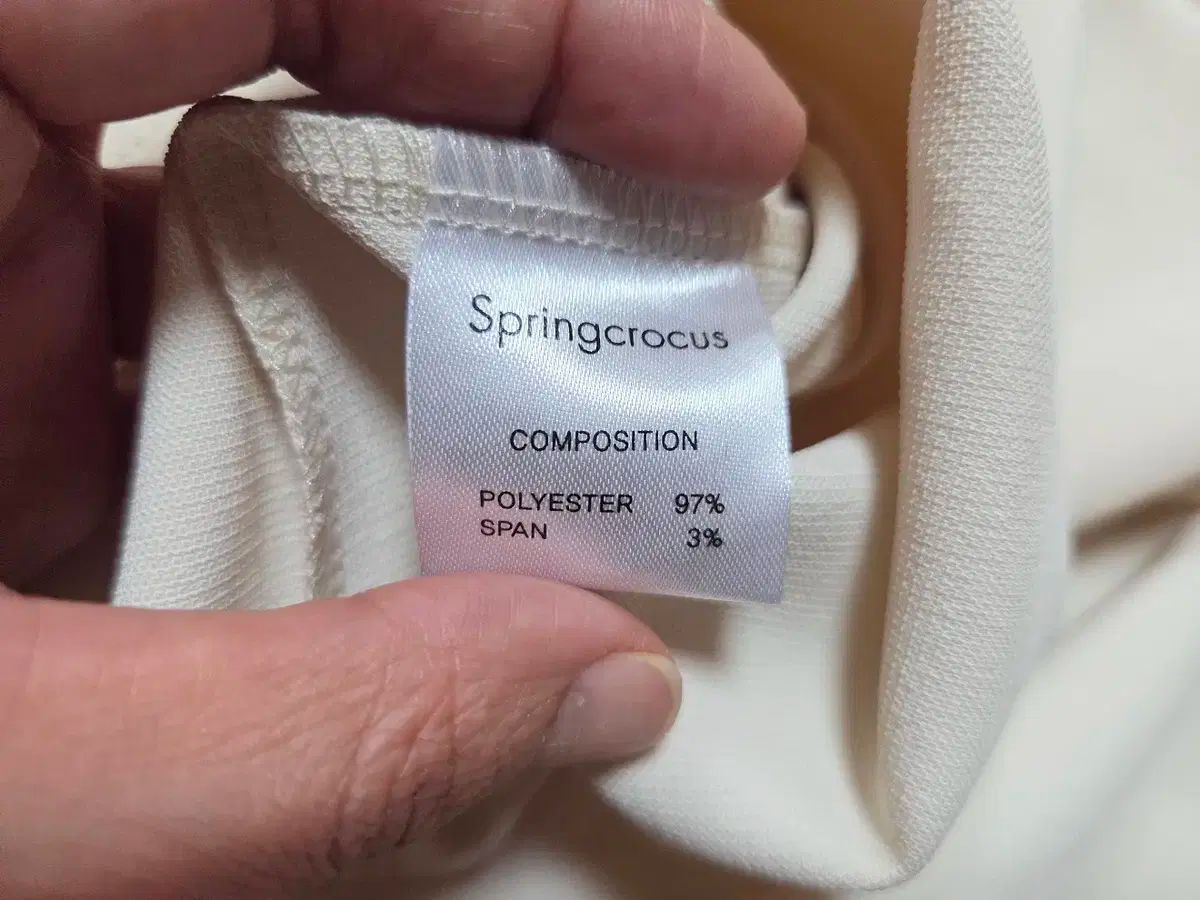 Springcrocus
COMPOSITION
POLYESTER 97%
SPAN 3%